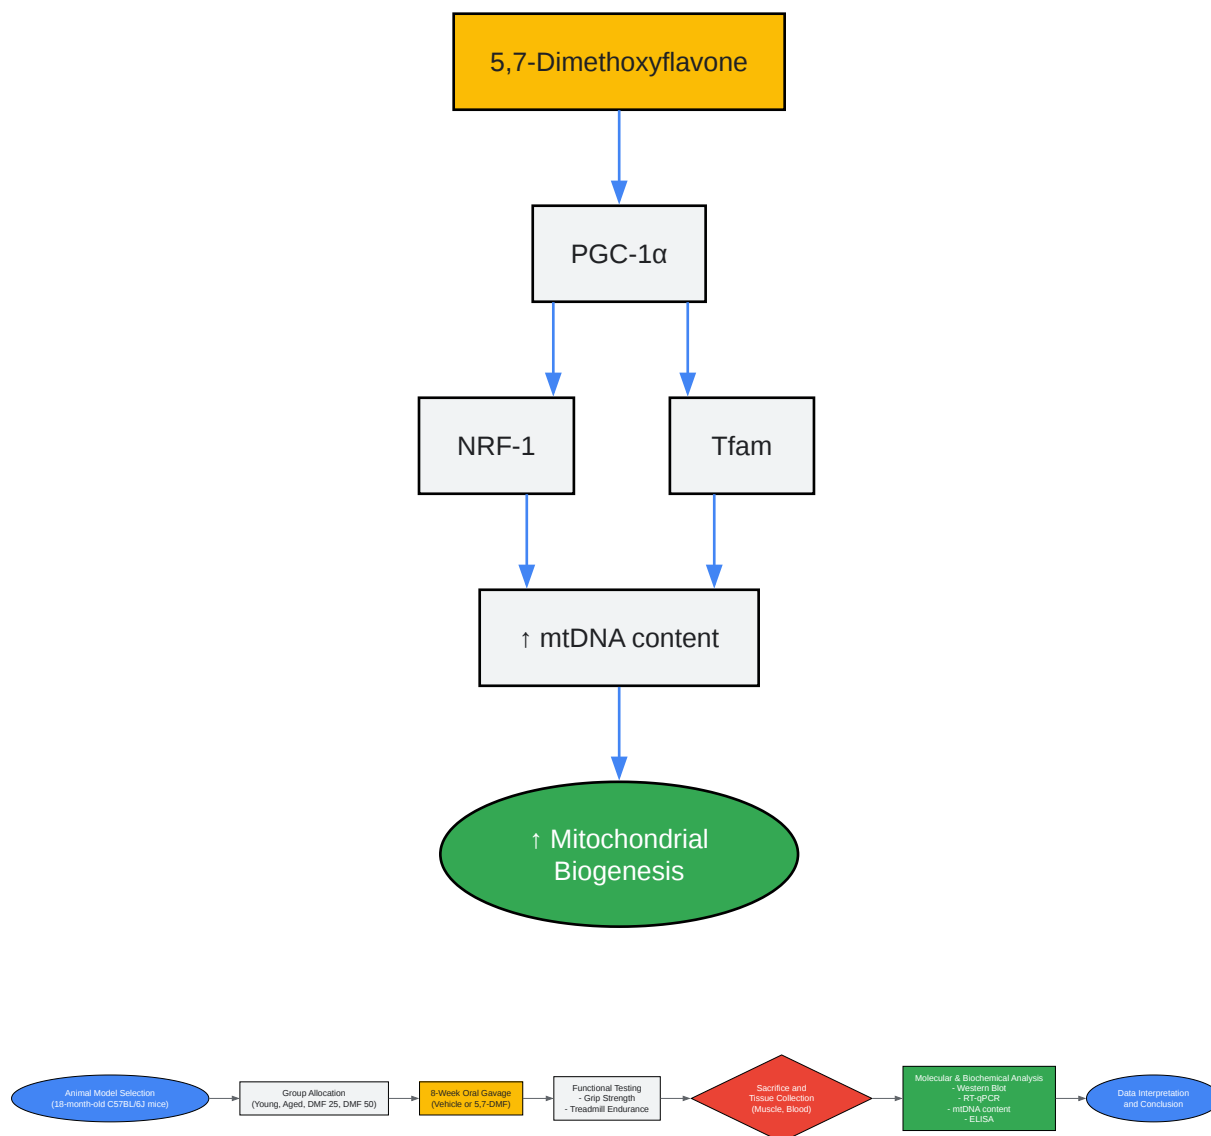 5,7-Dimethoxyflavone
PGC-1α
NRF-1
Tfam
↑ mtDNA content
↑ Mitochondrial
Biogenesis
Animal Model Selection
(18-month-old C57BL/6J mice)
Group Allocation
(Young, Aged, DMF 25, DMF 50)
8-Week Oral Gavage
(Vehicle or 5,7-DMF)
Functional Testing
- Grip Strength
- Treadmill Endurance
Sacrifice and
Tissue Collection
(Muscle, Blood)
Molecular & Biochemical Analysis
- Western Blot
- RT-qPCR
- mtDNA content
- ELISA
Data Interpretation
and Conclusion